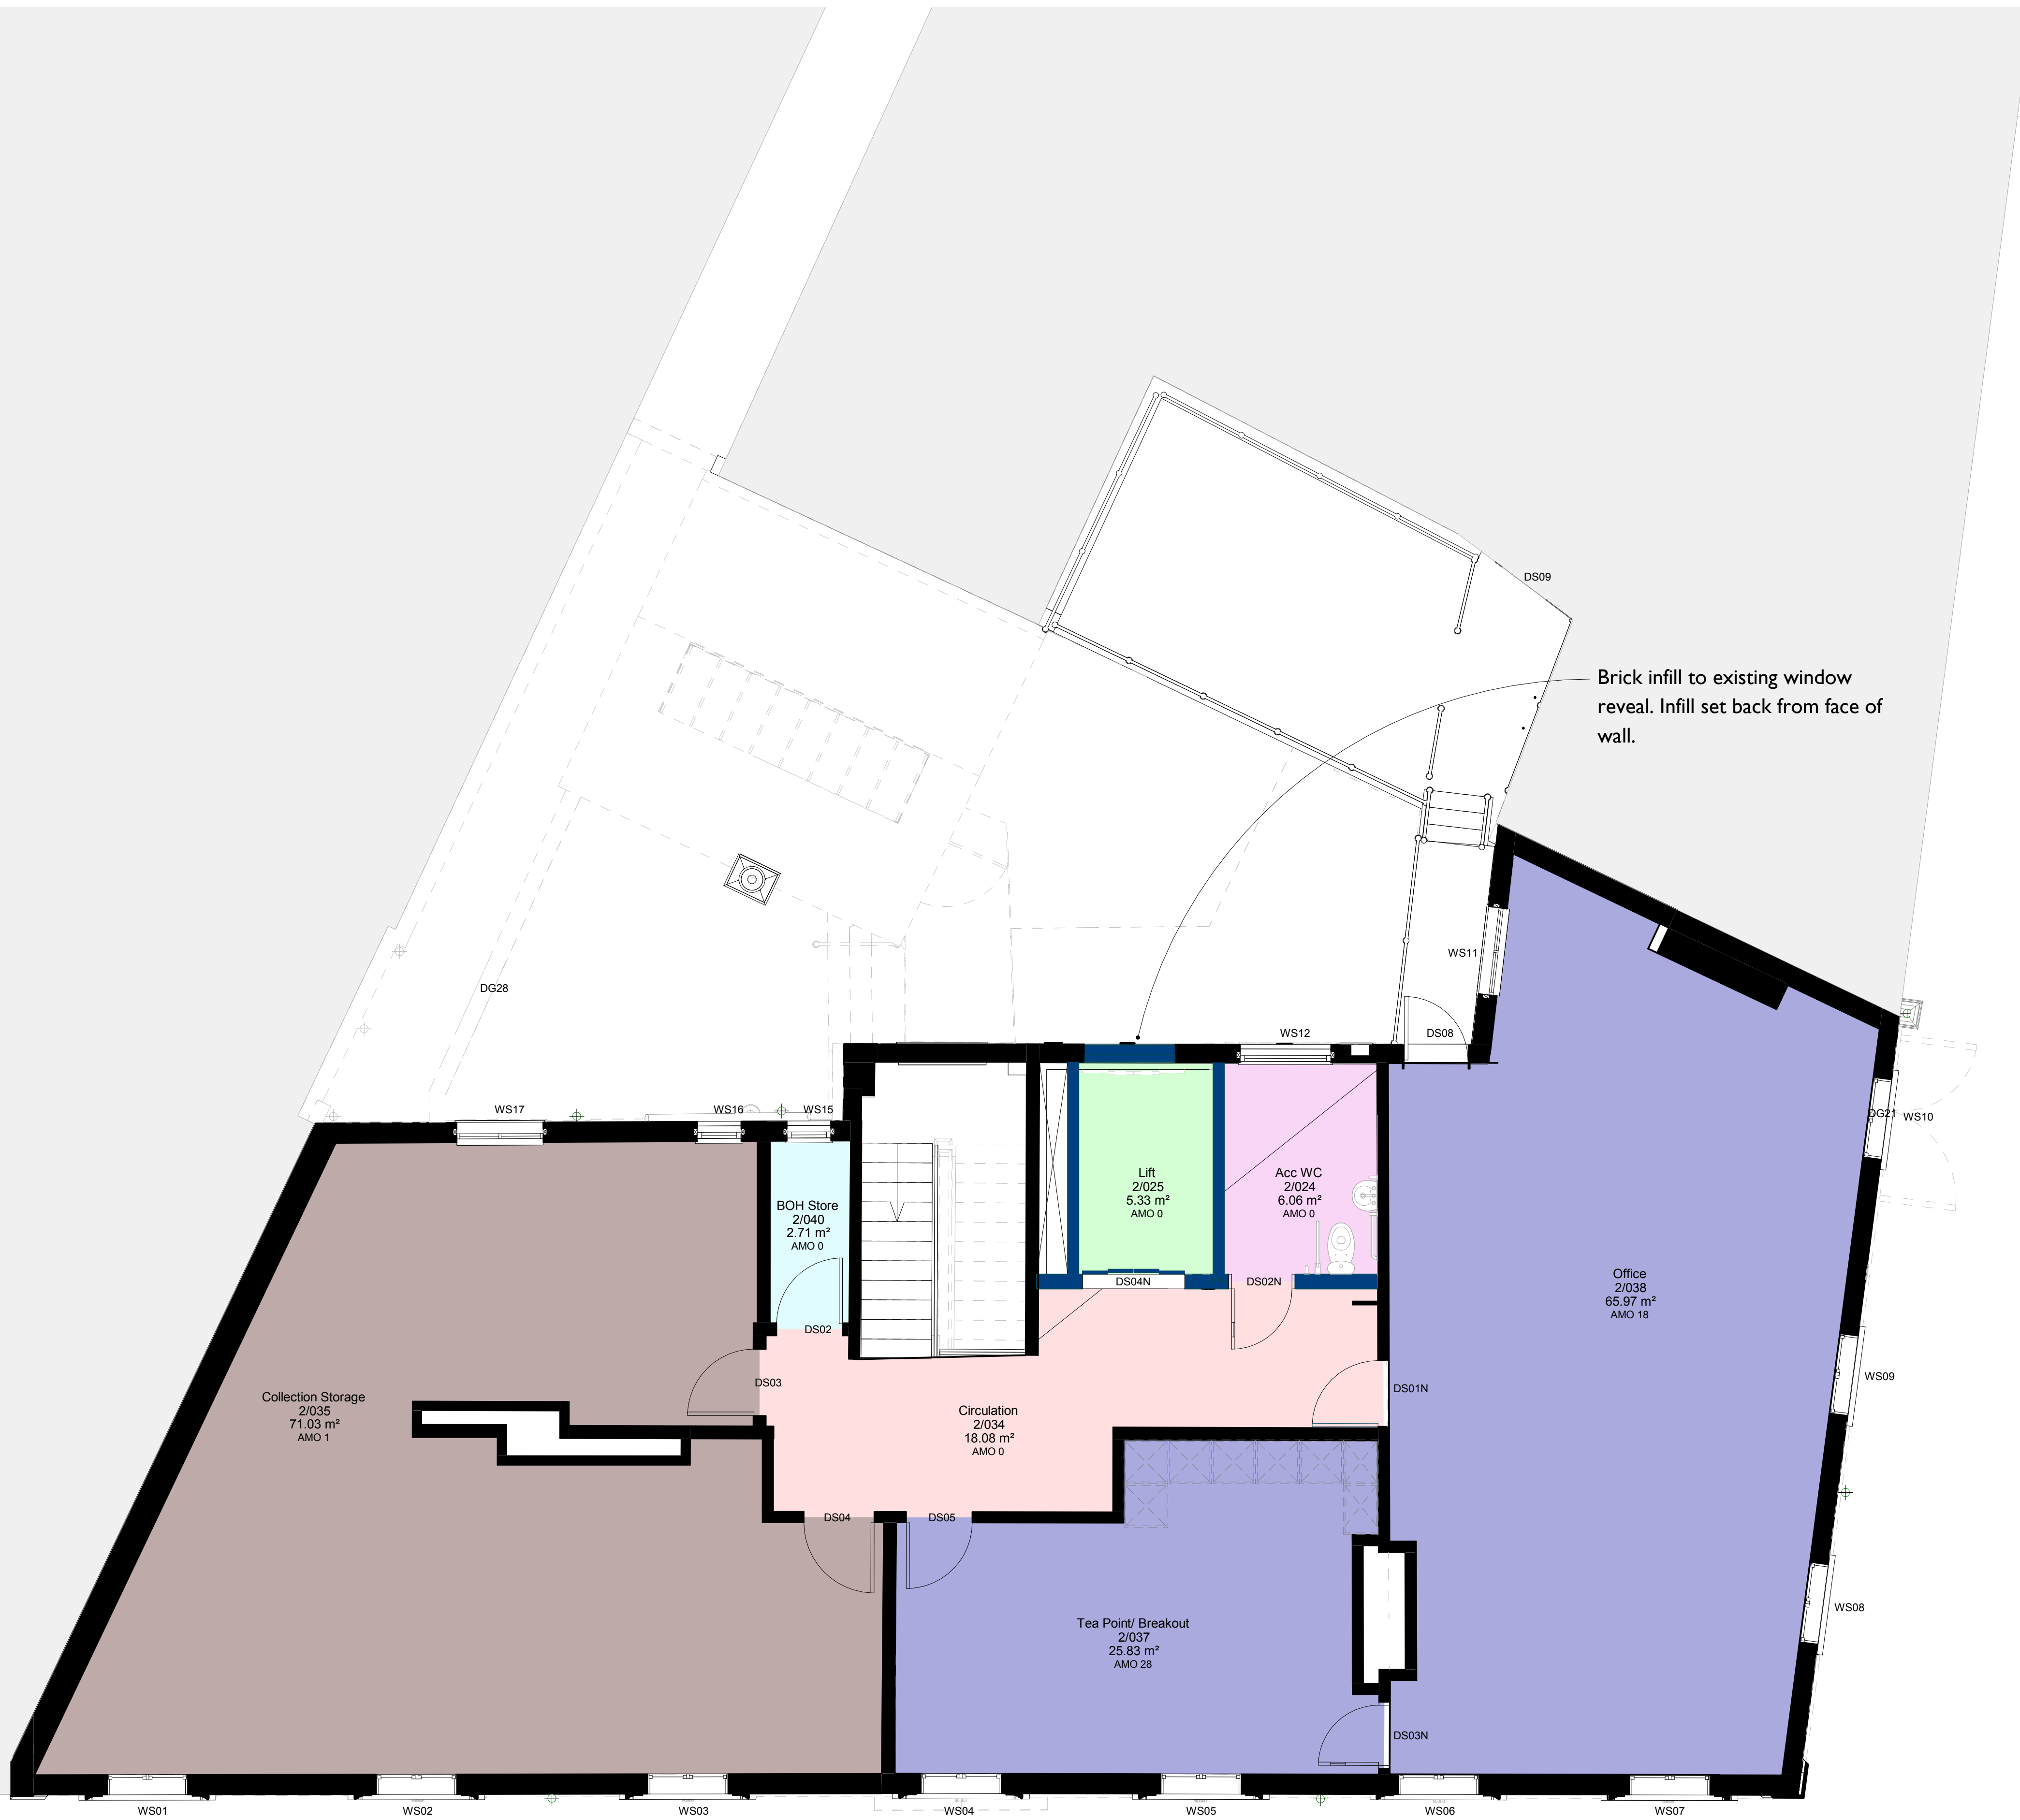 DS09
Brick infill to existing window
reveal. Infill set back from face of
wall.
WS11
DG28
WS12
DS08
WS17
WS16
WS15
DG21
WS10
Lift
2/025
5.33 m²
AMO 0
Acc WC
2/024
6.06 m²
AMO 0
BOH Store
2/040
2.71 m²
AMO 0
DS04N
DS02N
Office
2/038
65.97 m²
AMO 18
DS02
DS03
DS01N
WS09
Collection Storage
2/035
71.03 m²
AMO 1
Circulation
2/034
18.08 m²
AMO 0
DS04
DS05
WS08
Tea Point/ Breakout
2/037
25.83 m²
AMO 28
DS03N
WS01
WS02
WS03
WS04
WS05
WS06
WS07